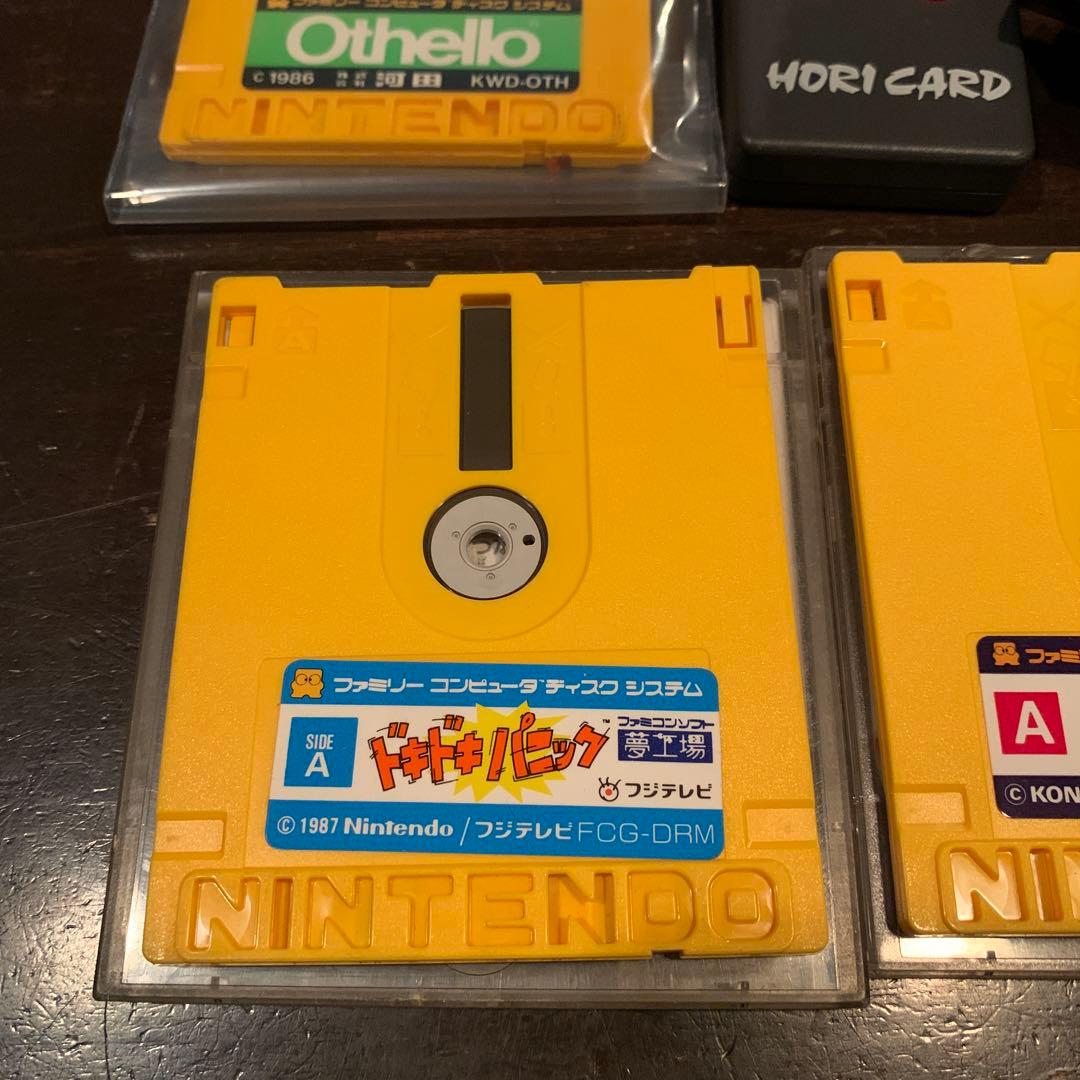 ファミリー コンピュータ ディスク システム
Othello
© 1986
KWD-OTH
NINTENDO
HORI CARD
ファミリー コンピュータ™ ディスク システム
SIDE
A
ドキドキパニック™
ファミコンソフト
夢工場
フジテレビ
© 1987 Nintendo / フジテレビ FCG-DRM
NINTENDO
A